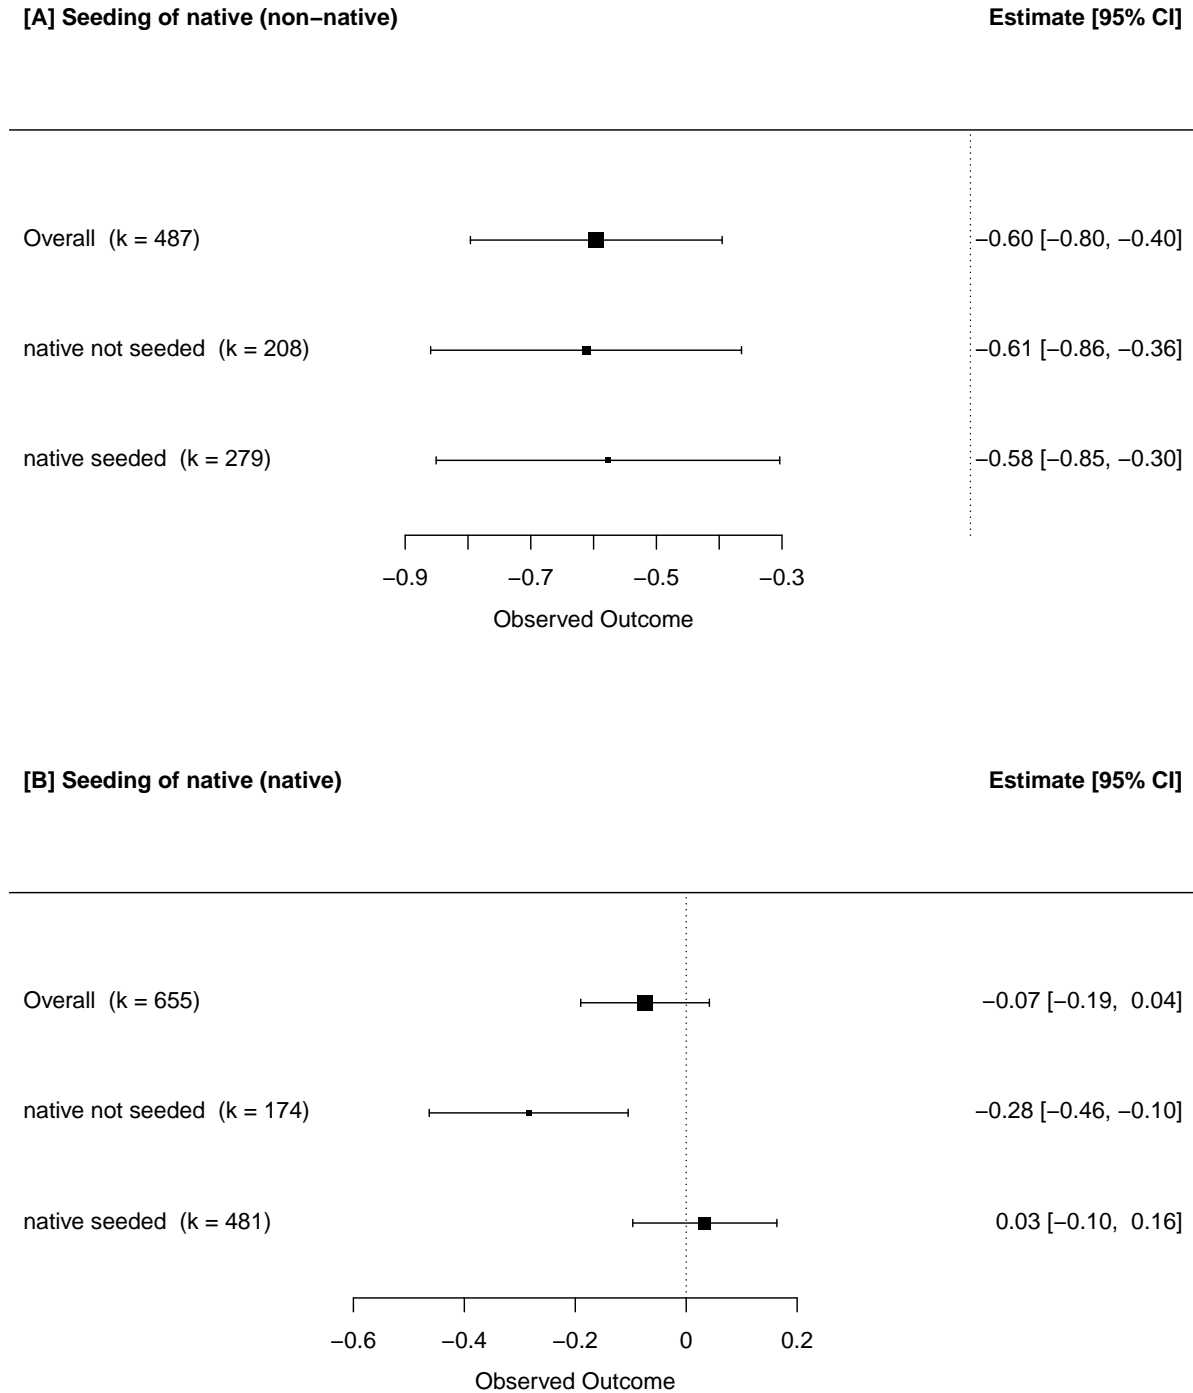 [A] Seeding of native (non−native) Estimate [95% CI]
Overall (k = 487) −0.60 [−0.80, −0.40]
native not seeded (k = 208) −0.61 [−0.86, −0.36]
native seeded (k = 279) −0.58 [−0.85, −0.30]
−0.9 −0.7 −0.5 −0.3
Observed Outcome
[B] Seeding of native (native) Estimate [95% CI]
Overall (k = 655) −0.07 [−0.19, 0.04]
native not seeded (k = 174) −0.28 [−0.46, −0.10]
native seeded (k = 481) 0.03 [−0.10, 0.16]
−0.6 −0.4 −0.2 0 0.2
Observed Outcome